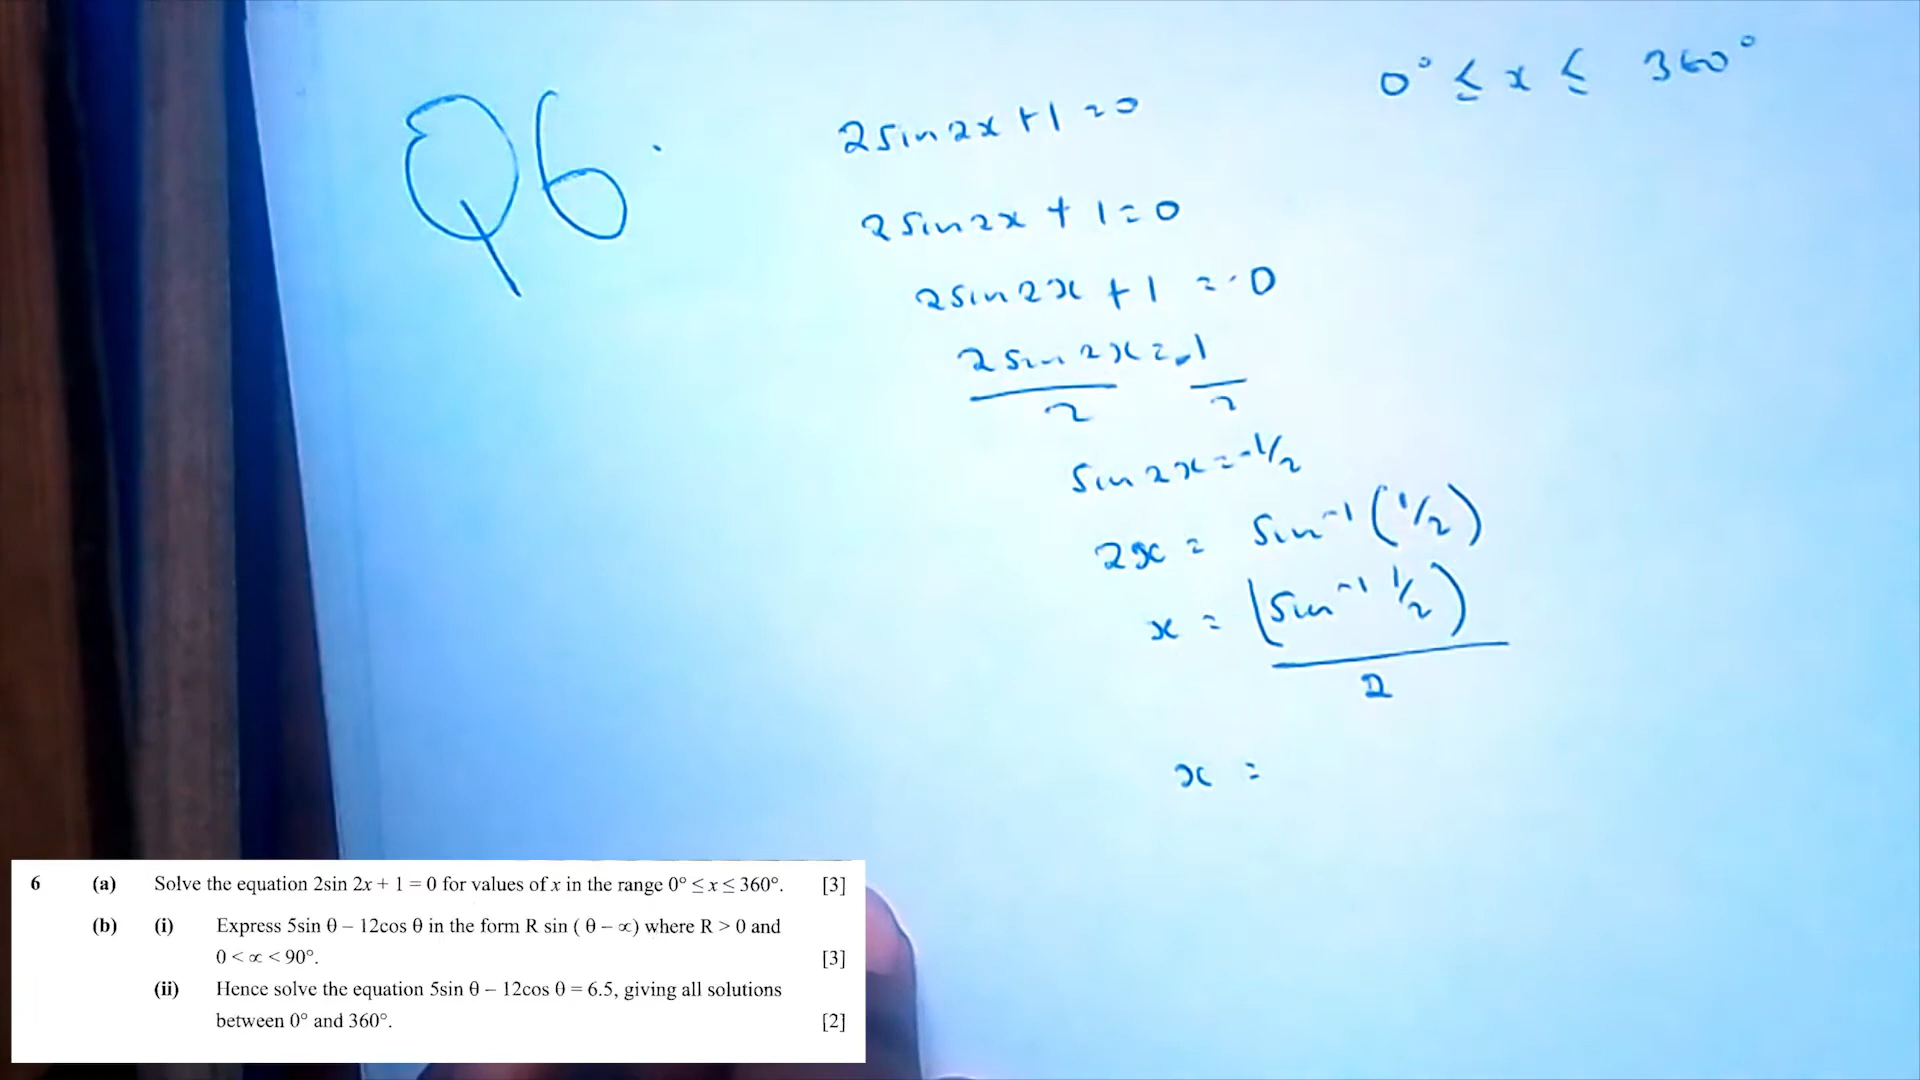 Q6.
0° ≤ x ≤ 360°
2sin2x+1=0
2sin2x + 1=0
2sin2x + 1 = 0
2sin2x = -1
2 2
sin2x = -1/2
2x = sin⁻¹(1/2)
x = (sin⁻¹ 1/2)
2
x =
6 (a) Solve the equation 2sin 2x + 1 = 0 for values of x in the range 0° ≤ x ≤ 360°. [3]
(b) (i) Express 5sin θ – 12cos θ in the form R sin ( θ – ∝) where R > 0 and
0 < ∝ < 90°. [3]
(ii) Hence solve the equation 5sin θ – 12cos θ = 6.5, giving all solutions
between 0° and 360°. [2]